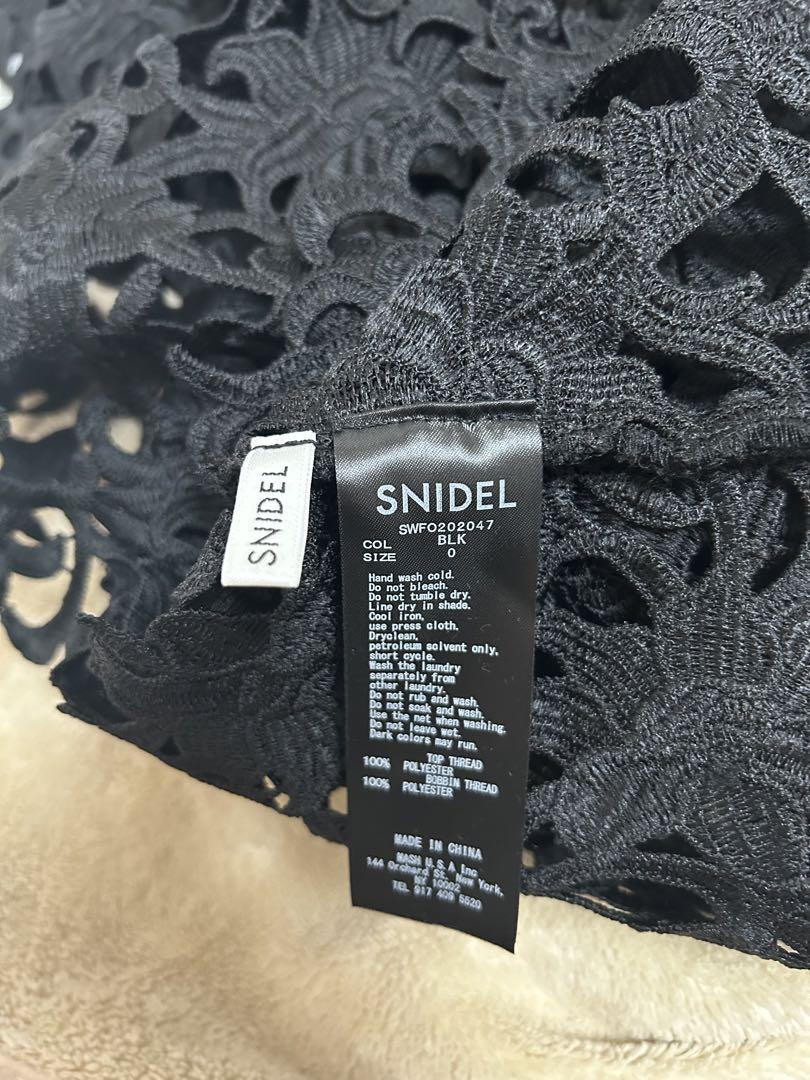 SNIDEL
SNIDEL
SWFO202047
COL BLK
SIZE 0
Hand wash cold.
Do not bleach.
Do not tumble dry.
Line dry in shade.
Cool iron,
use press cloth.
Dryclean,
petroleum solvent only,
short cycle.
Wash the laundry
separately from
other laundry.
Do not rub and wash.
Do not soak and wash.
Use the net when washing.
Do not leave wet.
Dark colors may run.
TOP THREAD
100% POLYESTER
BOBBIN THREAD
100% POLYESTER
MADE IN CHINA
MASH U.S.A Inc
144 Orchard St. New York,
NY 10002
TEL 917 409 5520